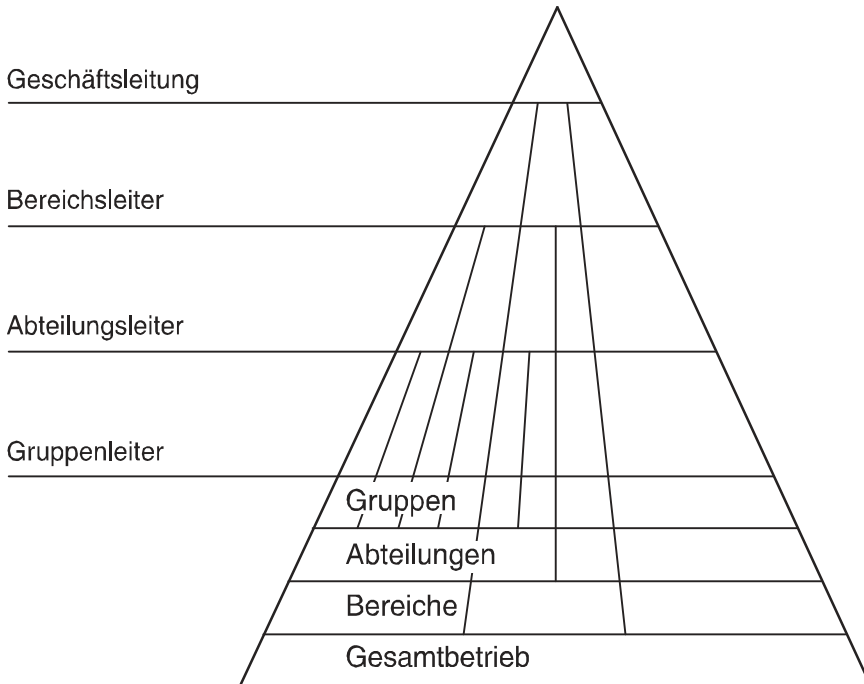 Geschäftsleitung
Bereichsleiter
Abteilungsleiter
Gruppenleiter
Gruppen
Abteilungen
Bereiche
Gesamtbetrieb